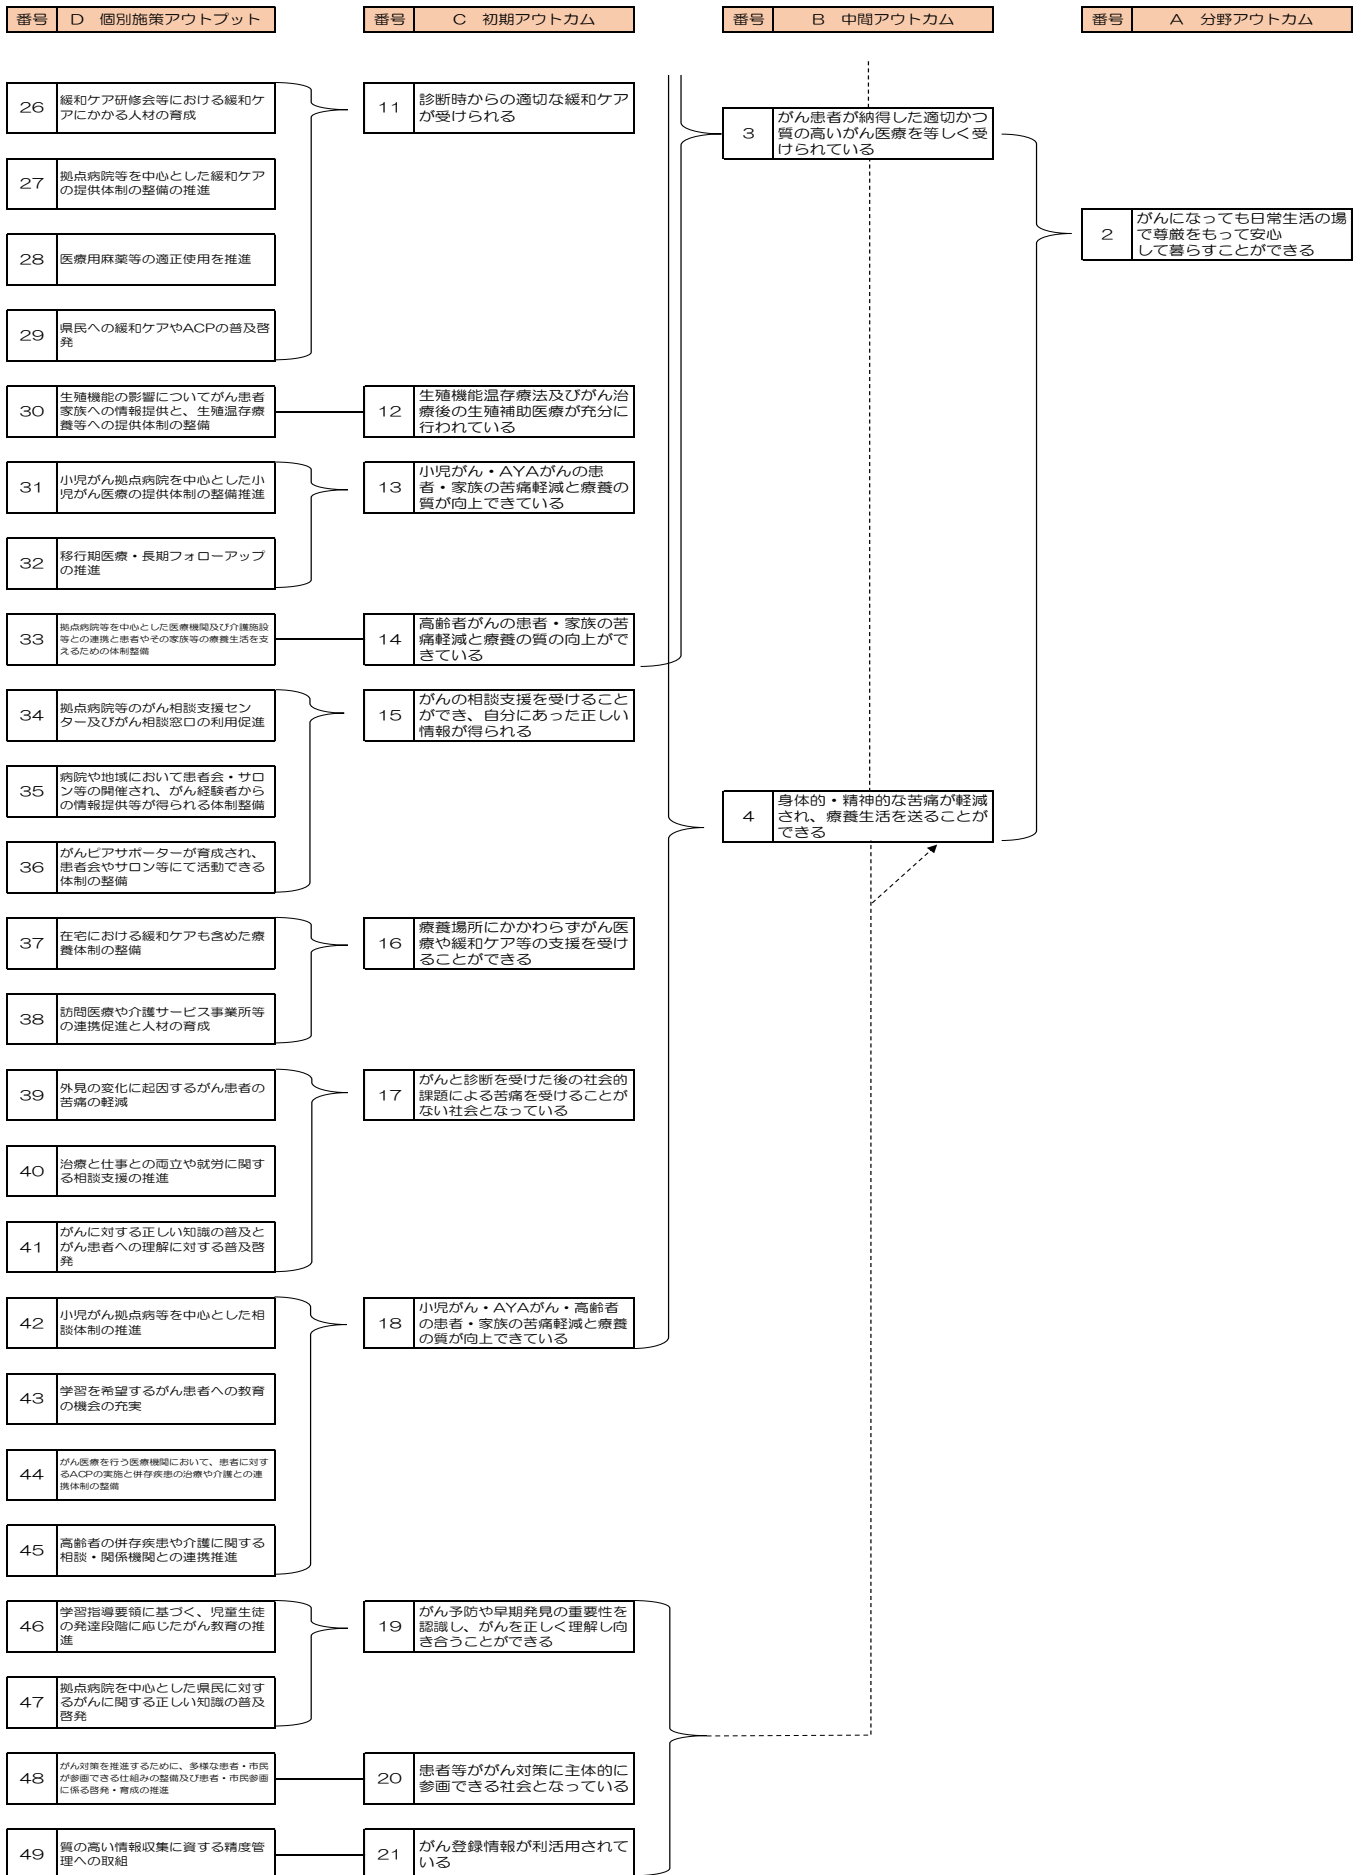 番号 D 個別施策アウトプット 番号 C 初期アウトカム 番号 B 中間アウトカム 番号 A 分野アウトカム
26
緩和ケア研修会等における緩和ケ
アにかかる人材の育成
27
拠点病院等を中心とした緩和ケア
の提供体制の整備の推進
28
医療用麻薬等の適正使用を推進
29
県民への緩和ケアやACPの普及啓
発
30
生殖機能の影響についてがん患者
家族への情報提供と、生殖温存療
養等への提供体制の整備
31
小児がん拠点病院を中心とした小
児がん医療の提供体制の整備推進
32
移行期医療・長期フォローアップ
の推進
33
拠点病院等を中心とした医療機関及び介護施設
等との連携と患者やその家族等の療養生活を支
えるための体制整備
34
拠点病院等のがん相談支援セン
ター及びがん相談窓口の利用促進
35
病院や地域において患者会・サロ
ン等の開催され、がん経験者から
の情報提供等が得られる体制整備
36
がんピアサポーターが育成され、
患者会やサロン等にて活動できる
体制の整備
37
在宅における緩和ケアも含めた療
養体制の整備
38
訪問医療や介護サービス事業所等
の連携促進と人材の育成
39
外見の変化に起因するがん患者の
苦痛の軽減
40
治療と仕事との両立や就労に関す
る相談支援の推進
41
がんに対する正しい知識の普及と
がん患者への理解に対する普及啓
発
42
小児がん拠点病等を中心とした相
談体制の推進
43
学習を希望するがん患者への教育
の機会の充実
44
がん医療を行う医療機関において、患者に対す
るACPの実施と併存疾患の治療や介護との連
携体制の整備
45
高齢者の併存疾患や介護に関する
相談・関係機関との連携推進
46
学習指導要領に基づく、児童生徒
の発達段階に応じたがん教育の推
進
47
拠点病院を中心とした県民に対す
るがんに関する正しい知識の普及
啓発
48
がん対策を推進するために、多様な患者・市民
が参画できる仕組みの整備及び患者・市民参画
に係る啓発・育成の推進
49
質の高い情報収集に資する精度管
理への取組
11
診断時からの適切な緩和ケア
が受けられる
12
生殖機能温存療法及びがん治
療後の生殖補助医療が充分に
行われている
13
小児がん・AYAがんの患
者・家族の苦痛軽減と療養の
質が向上できている
14
高齢者がんの患者・家族の苦
痛軽減と療養の質の向上がで
きている
15
がんの相談支援を受けること
ができ、自分にあった正しい
情報が得られる
16
療養場所にかかわらずがん医
療や緩和ケア等の支援を受け
ることができる
17
がんと診断を受けた後の社会的
課題による苦痛を受けることが
ない社会となっている
18
小児がん・AYAがん・高齢者
の患者・家族の苦痛軽減と療養
の質が向上できている
19
がん予防や早期発見の重要性を
認識し、がんを正しく理解し向
き合うことができる
20
患者等ががん対策に主体的に
参画できる社会となっている
21
がん登録情報が利活用されて
いる
3
がん患者が納得した適切かつ
質の高いがん医療を等しく受
けられている
4
身体的・精神的な苦痛が軽減
され、療養生活を送ることが
できる
2
がんになっても日常生活の場
で尊厳をもって安心
して暮らすことができる